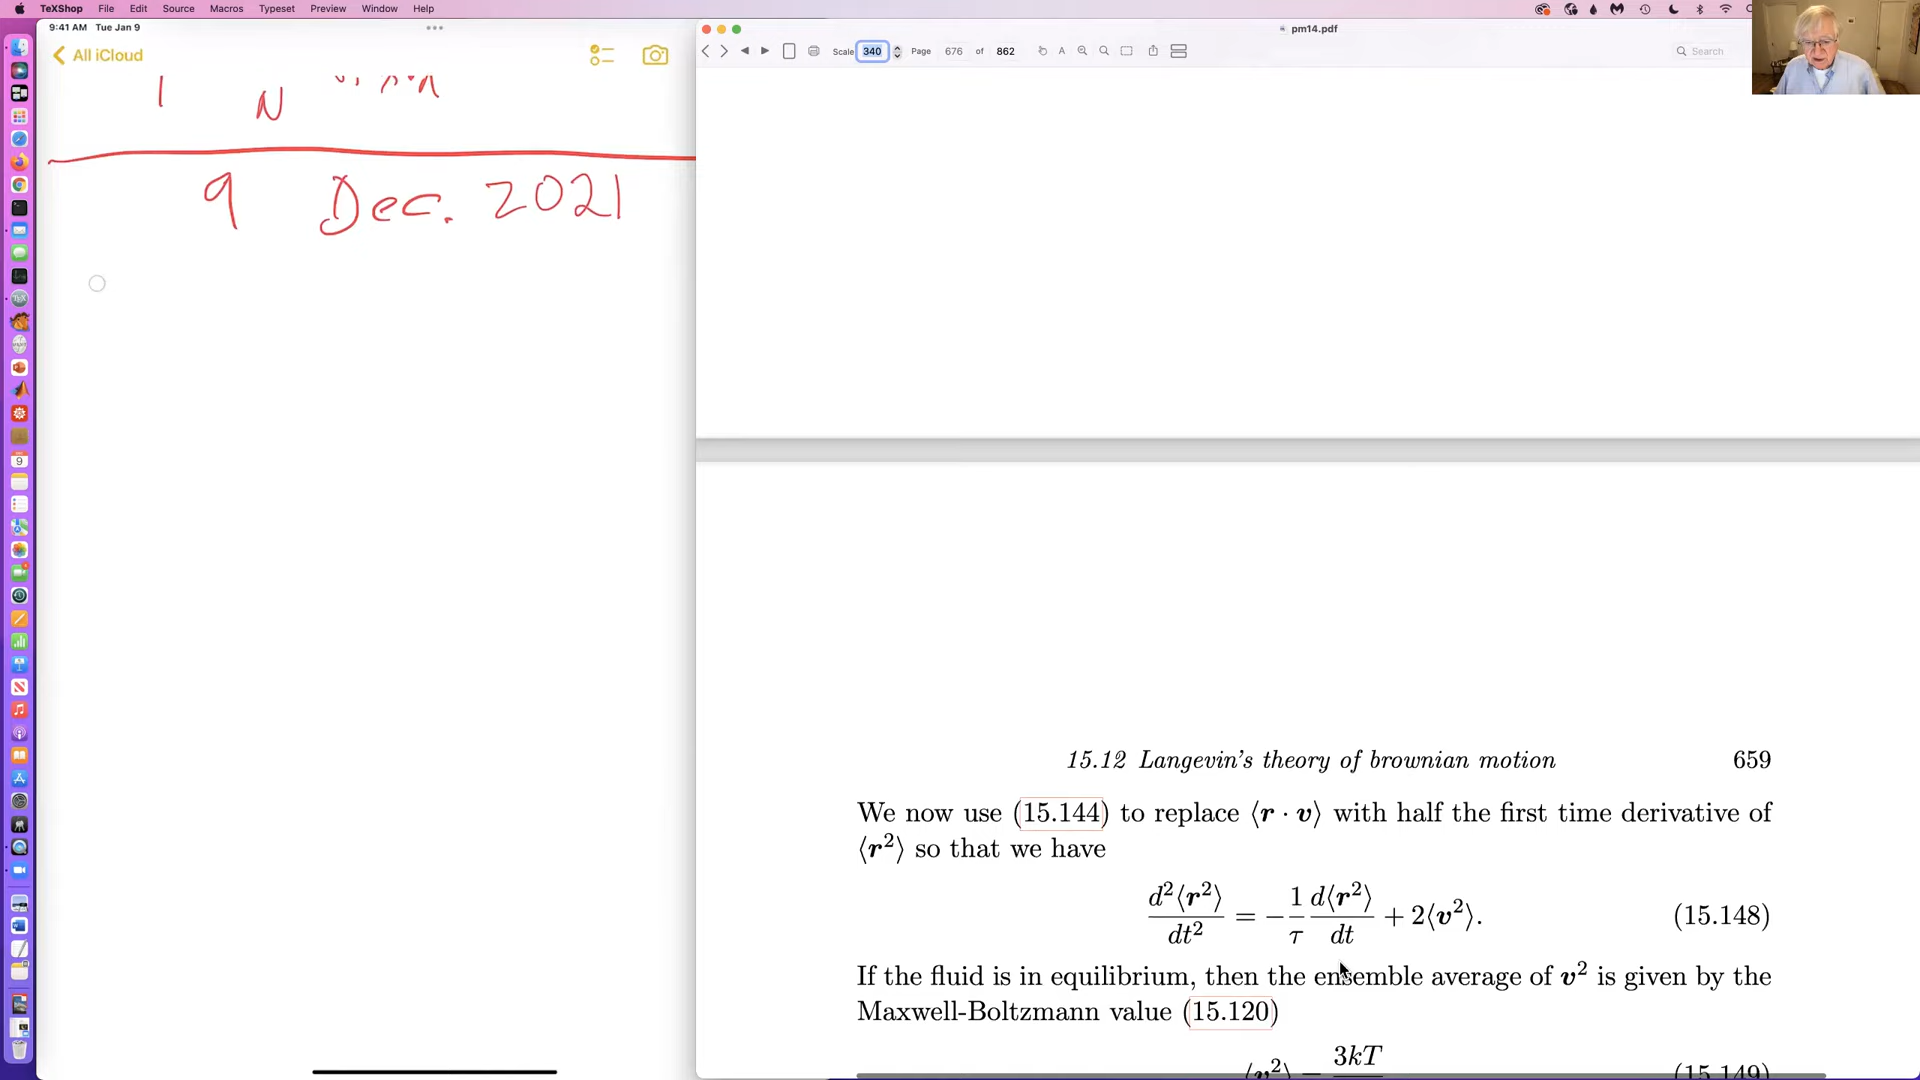 TeXShop File Edit Source Macros Typeset Preview Window Help
9:41 AM Tue Jan 9
All iCloud
N
9 Dec. 2021
pm14.pdf
Scale 340 Page 676 of 862
Search
15.12 Langevin's theory of brownian motion 659
We now use (15.144) to replace ⟨r · v⟩ with half the first time derivative of
⟨r²⟩ so that we have
d²⟨r²⟩/dt² = −1/τ d⟨r²⟩/dt + 2⟨v²⟩. (15.148)
If the fluid is in equilibrium, then the ensemble average of v² is given by the
Maxwell-Boltzmann value (15.120)
⟨v²⟩ = 3kT (15.149)